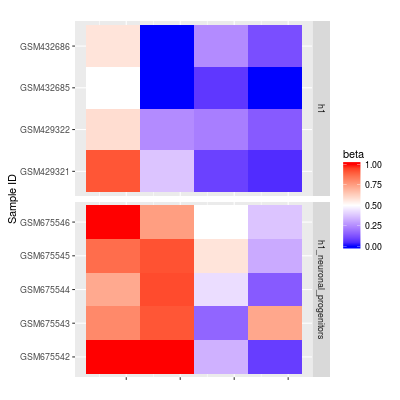 GSM432686
GSM432685
GSM429322
GSM429321
h1
GSM675546
GSM675545
GSM675544
GSM675543
GSM675542
h1_neuronal_progenitors
Sample ID
beta
1.00
0.75
0.50
0.25
0.00